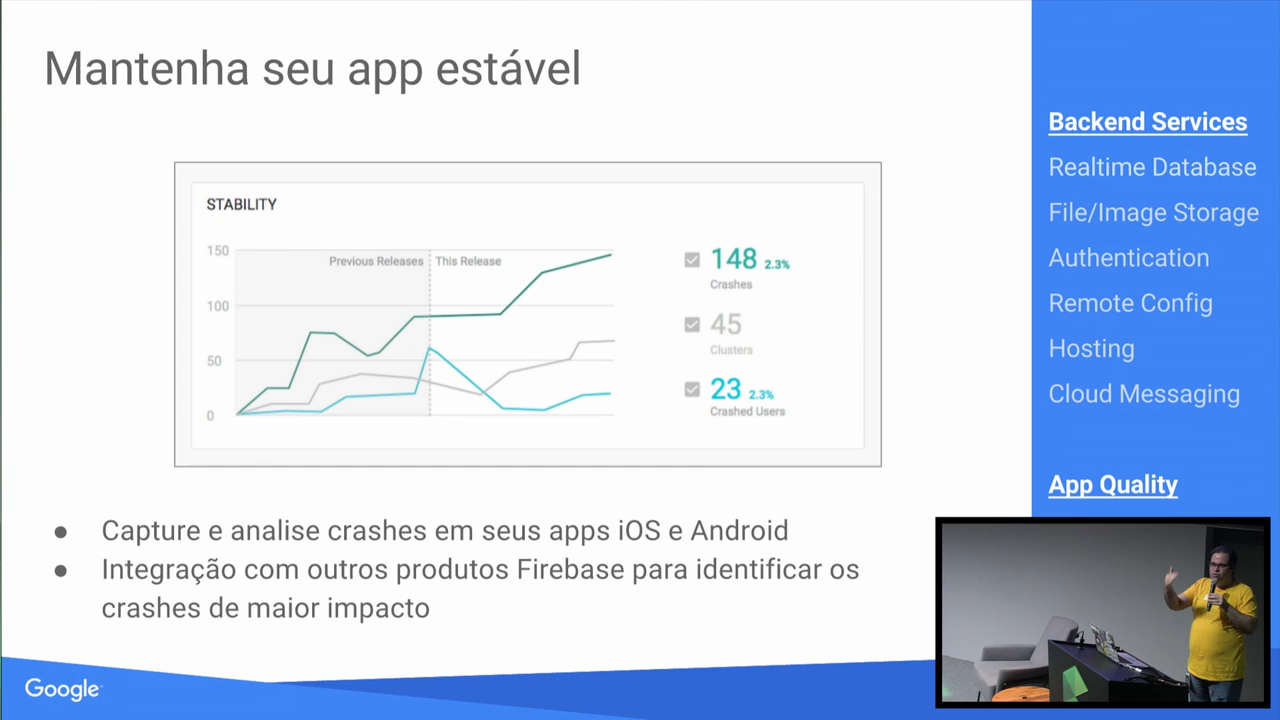 Mantenha seu app estável
STABILITY
150
100
50
0
Previous Releases
This Release
148 2.3%
Crashes
45
Clusters
23 2.3%
Crashed Users
● Capture e analise crashes em seus apps iOS e Android
● Integração com outros produtos Firebase para identificar os
crashes de maior impacto
Backend Services
Realtime Database
File/Image Storage
Authentication
Remote Config
Hosting
Cloud Messaging
App Quality
Google